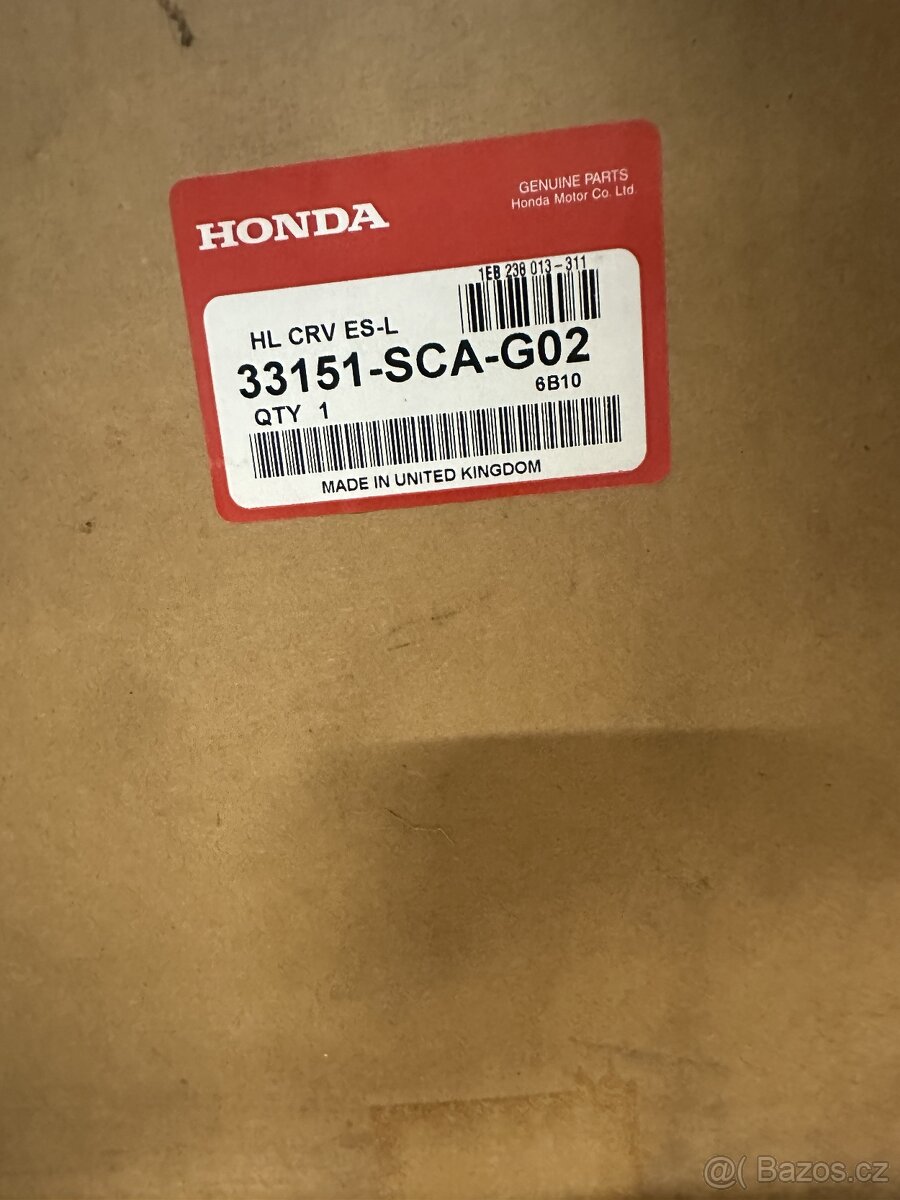 HONDA
GENUINE PARTS
Honda Motor Co. Ltd
1EB 238 013-311
HL CRV ES-L
33151-SCA-G02
6B10
QTY 1
MADE IN UNITED KINGDOM
@( Bazos.cz